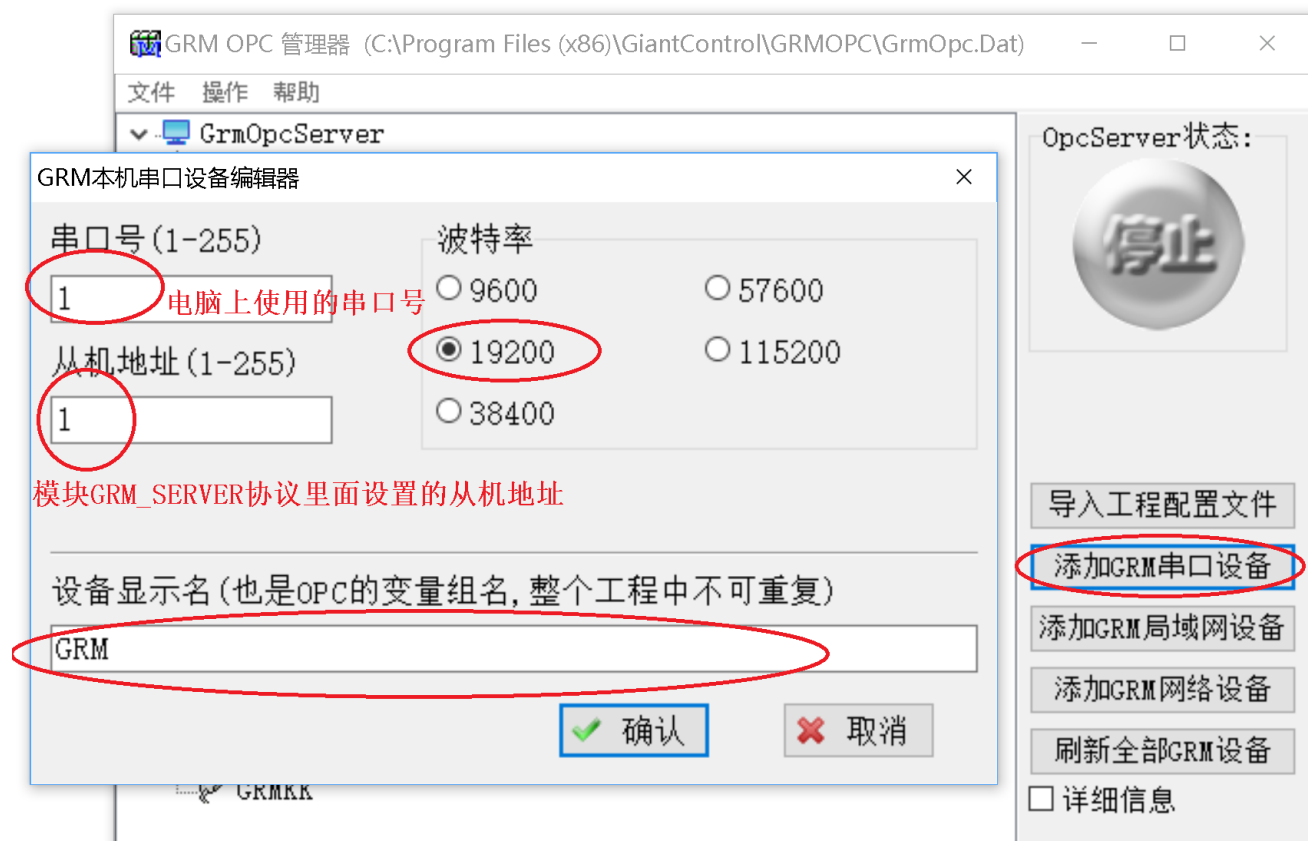 GRM OPC 管理器 (C:\Program Files (x86)\GiantControl\GRMOPC\GrmOpc.Dat)
文件 操作 帮助
GrmOpcServer
OpcServer状态:
停止
GRM本机串口设备编辑器
串口号(1-255)
1
电脑上使用的串口号
从机地址(1-255)
1
模块GRM_SERVER协议里面设置的从机地址
波特率
9600 57600
19200 115200
38400
设备显示名(也是OPC的变量组名,整个工程中不可重复)
GRM
确认 取消
GRMKK
导入工程配置文件
添加GRM串口设备
添加GRM局域网设备
添加GRM网络设备
刷新全部GRM设备
详细信息